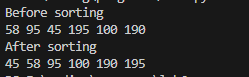 Before sorting
58 95 45 195 100 190
After sorting
45 58 95 190 100 195